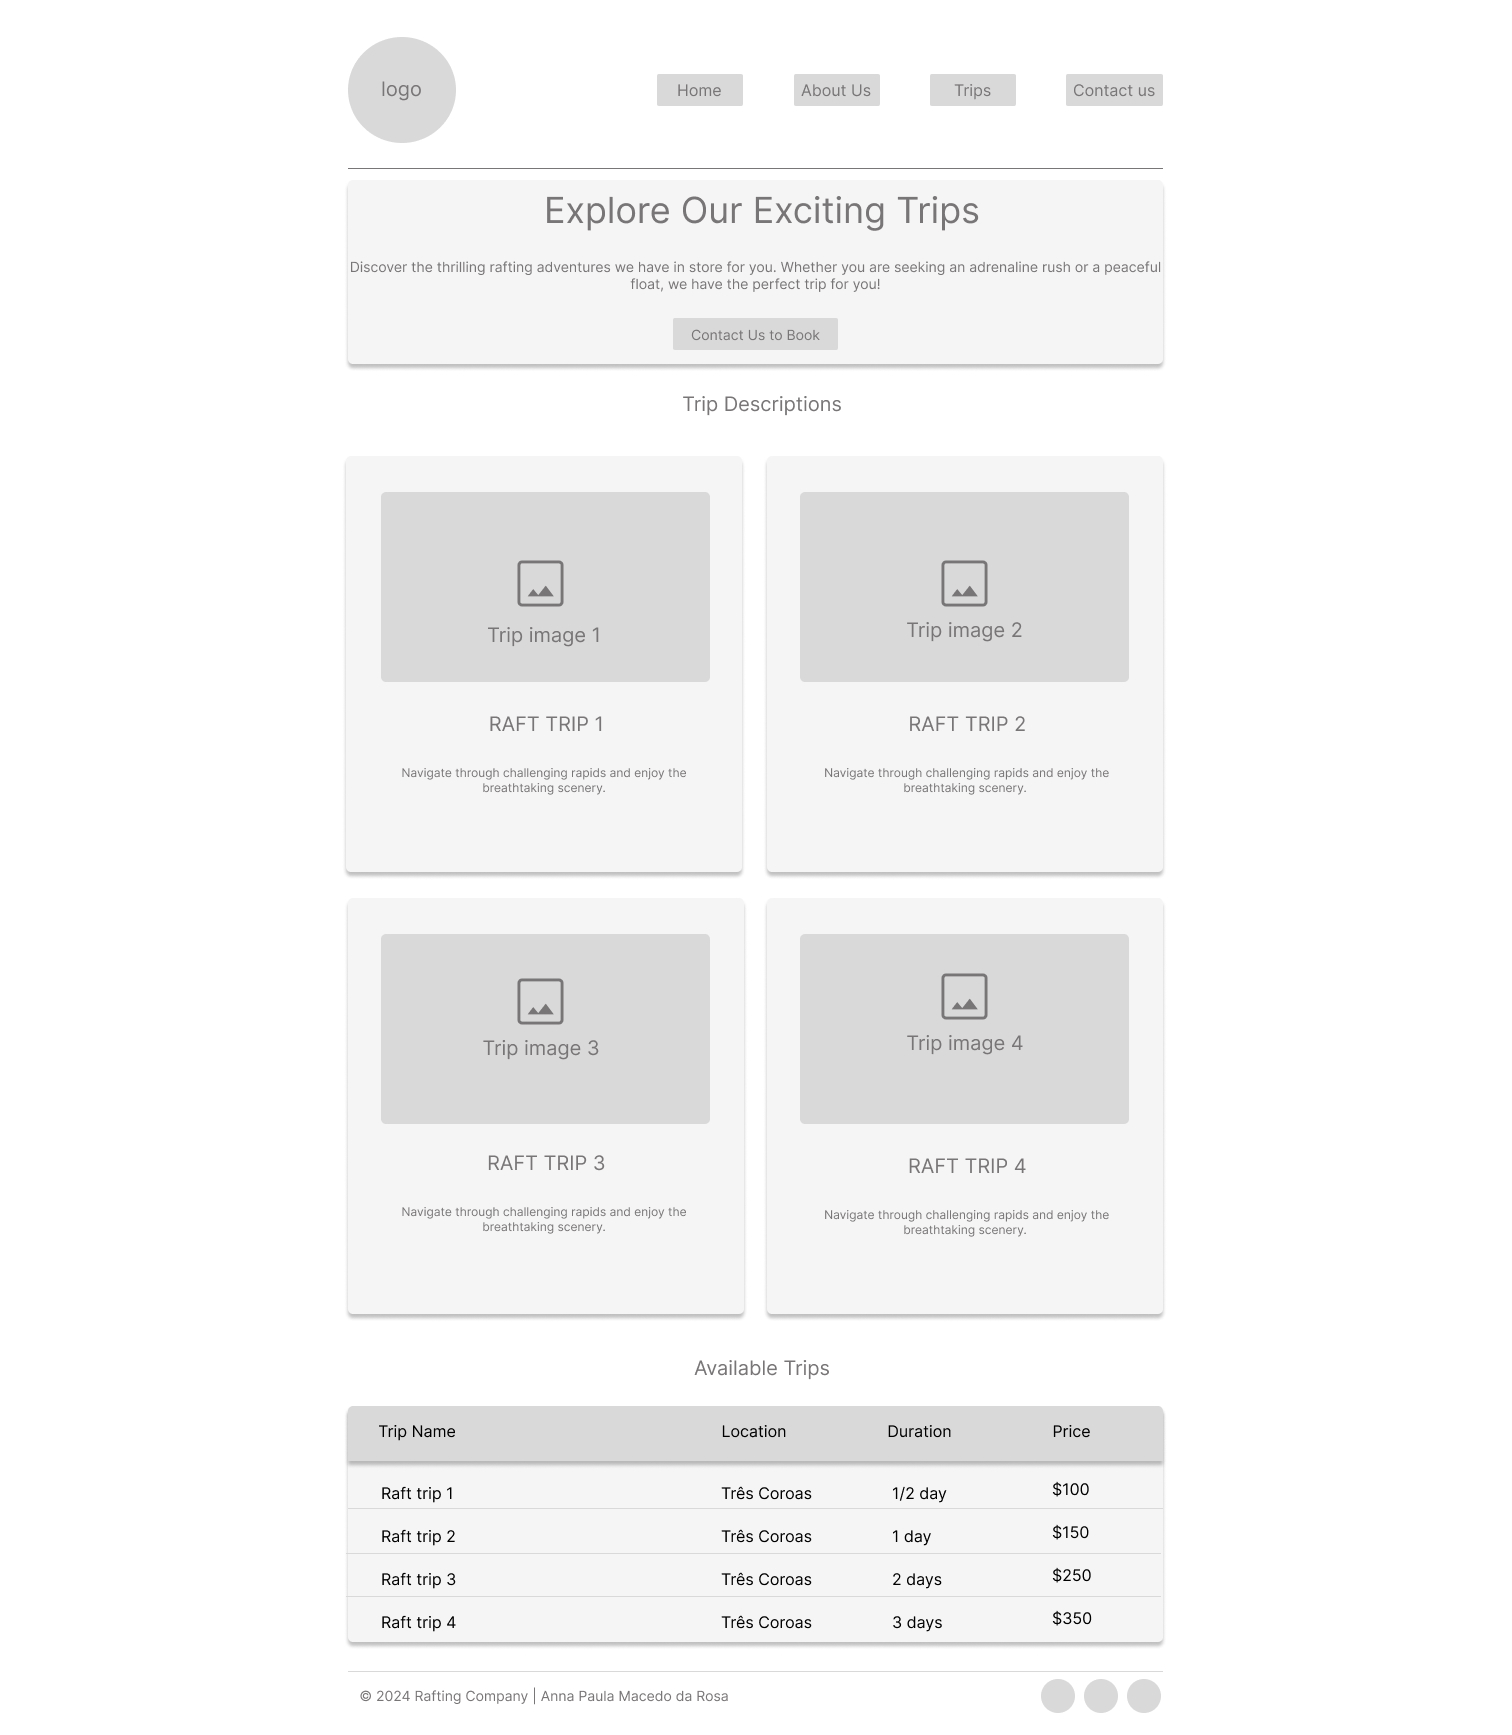 logo
Home
About Us
Trips
Contact us
Explore Our Exciting Trips
Discover the thrilling rafting adventures we have in store for you. Whether you are seeking an adrenaline rush or a peaceful
float, we have the perfect trip for you!
Contact Us to Book
Trip Descriptions
Trip image 1
RAFT TRIP 1
Navigate through challenging rapids and enjoy the
breathtaking scenery.
Trip image 2
RAFT TRIP 2
Navigate through challenging rapids and enjoy the
breathtaking scenery.
Trip image 3
RAFT TRIP 3
Navigate through challenging rapids and enjoy the
breathtaking scenery.
Trip image 4
RAFT TRIP 4
Navigate through challenging rapids and enjoy the
breathtaking scenery.
Available Trips
Trip Name Location Duration Price
Raft trip 1 Três Coroas 1/2 day $100
Raft trip 2 Três Coroas 1 day $150
Raft trip 3 Três Coroas 2 days $250
Raft trip 4 Três Coroas 3 days $350
© 2024 Rafting Company | Anna Paula Macedo da Rosa